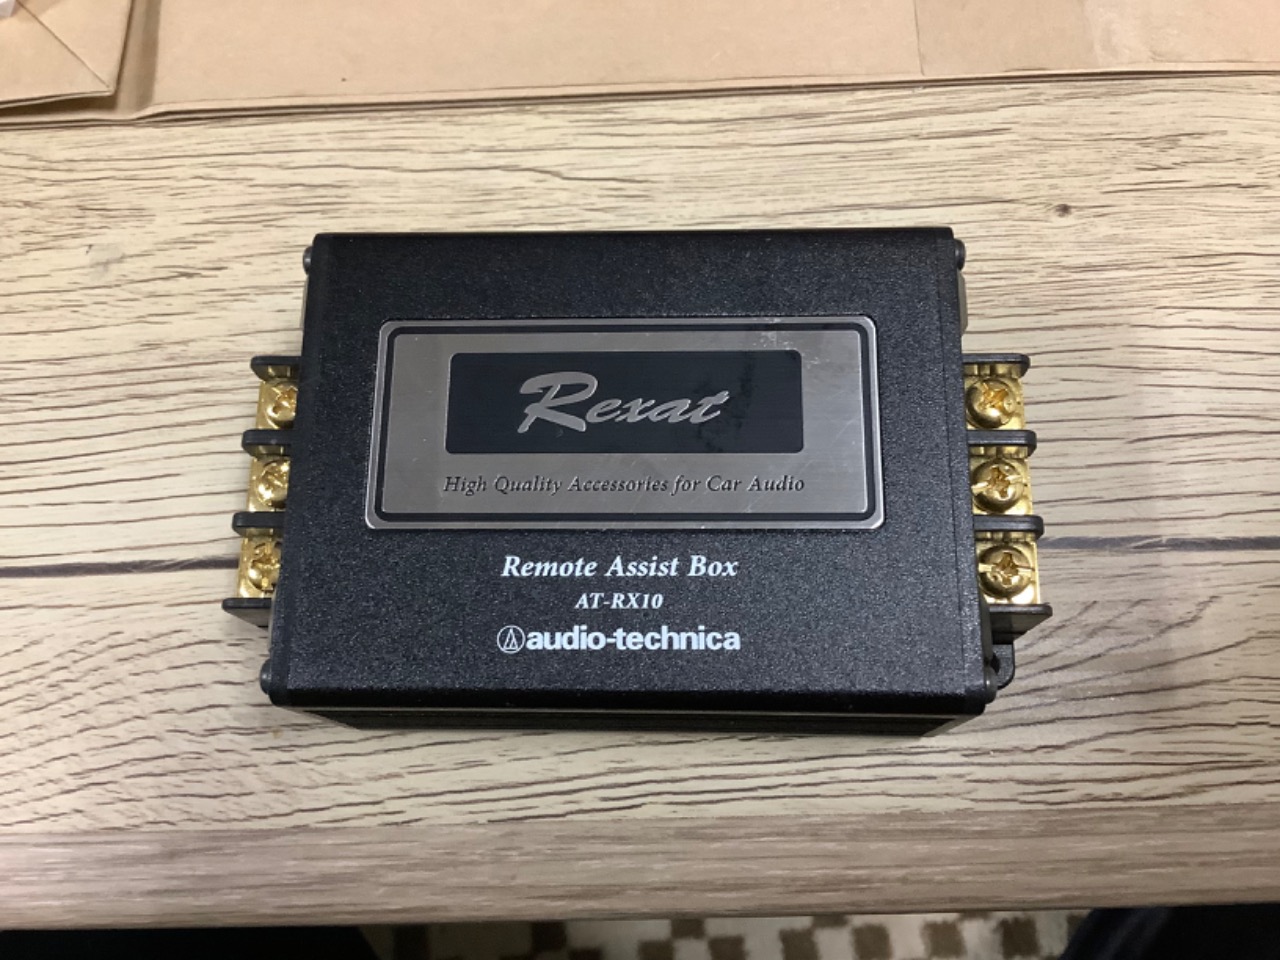 Rexat
High Quality Accessories for Car Audio
Remote Assist Box
AT-RX10
audio-technica